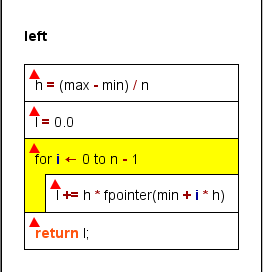 left
h = (max - min) / n
I = 0.0
for i ← 0 to n - 1
I += h * fpointer(min + i * h)
return I;